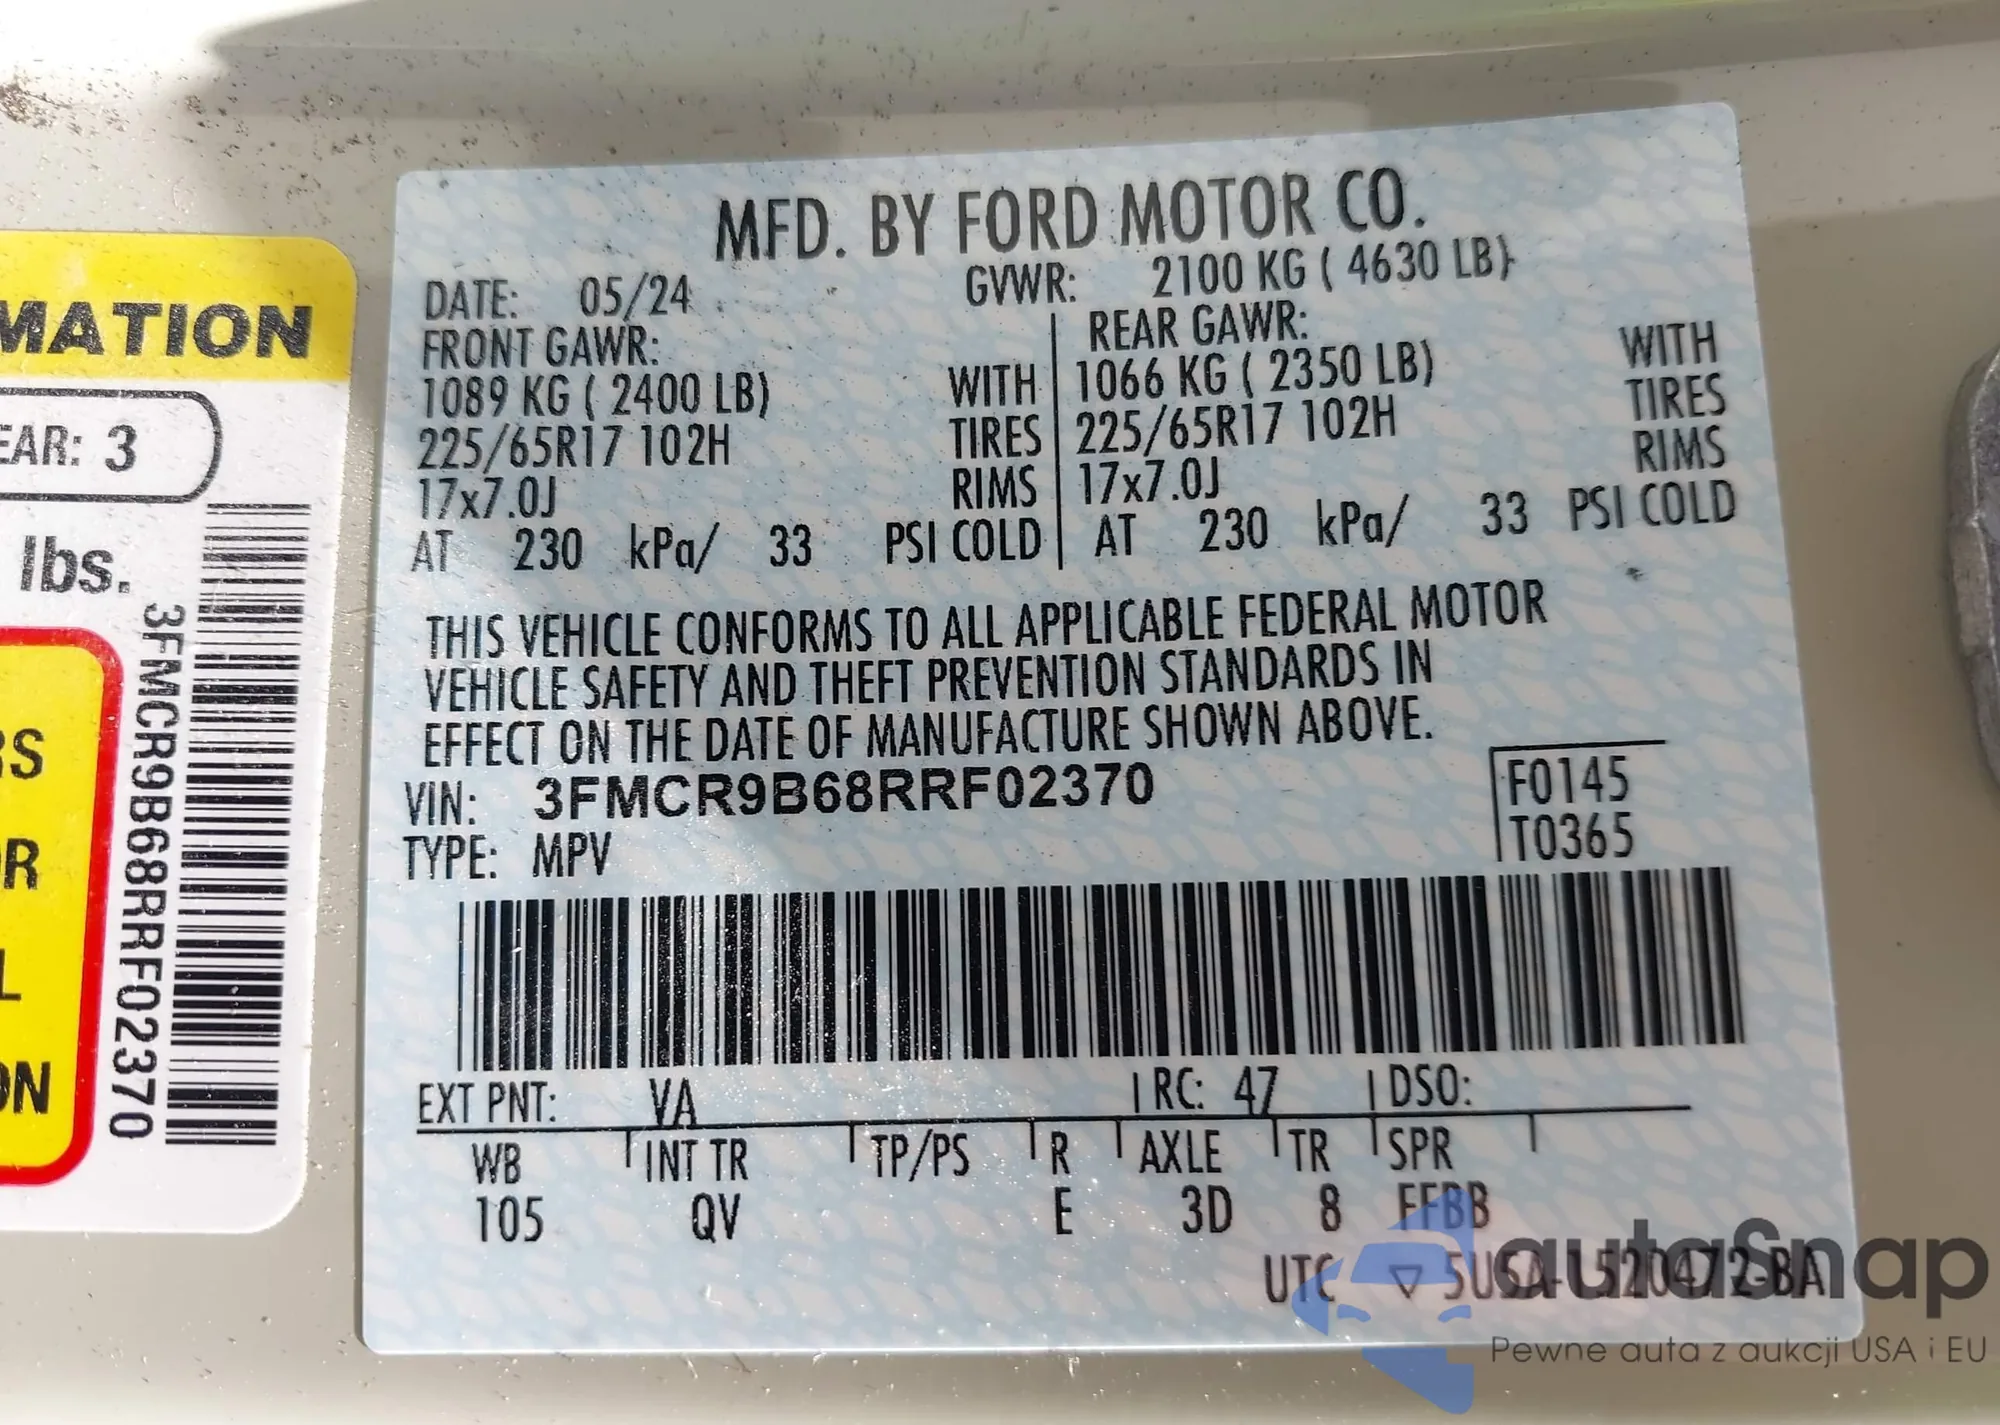 MATION
EAR: 3
lbs.
3FMCR9B68RRF02370
RS
OR
L
ON
MFD. BY FORD MOTOR CO.
DATE: 05/24 GVWR: 2100 KG ( 4630 LB)
FRONT GAWR: REAR GAWR:
1089 KG ( 2400 LB) WITH 1066 KG ( 2350 LB) WITH
225/65R17 102H TIRES 225/65R17 102H TIRES
17x7.0J RIMS 17x7.0J RIMS
AT 230 kPa/ 33 PSI COLD AT 230 kPa/ 33 PSI COLD
THIS VEHICLE CONFORMS TO ALL APPLICABLE FEDERAL MOTOR
VEHICLE SAFETY AND THEFT PREVENTION STANDARDS IN
EFFECT ON THE DATE OF MANUFACTURE SHOWN ABOVE.
VIN: 3FMCR9B68RRF02370 F0145
TYPE: MPV T0365
EXT PNT: VA RC: 47 DSO:
WB INT TR TP/PS R AXLE TR SPR
105 QV E 3D 8 FFBB
UTC ▽ 5U5A-1520472-BA
autoSnap
Pewne auta z aukcji USA i EU